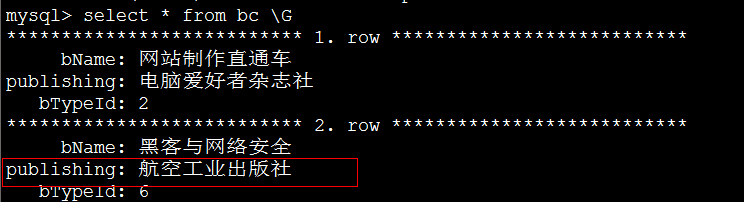 mysql> select * from bc \G
*************************** 1. row ***************************
bName: 网站制作直通车
publishing: 电脑爱好者杂志社
bTypeId: 2
*************************** 2. row ***************************
bName: 黑客与网络安全
publishing: 航空工业出版社
bTypeId: 6